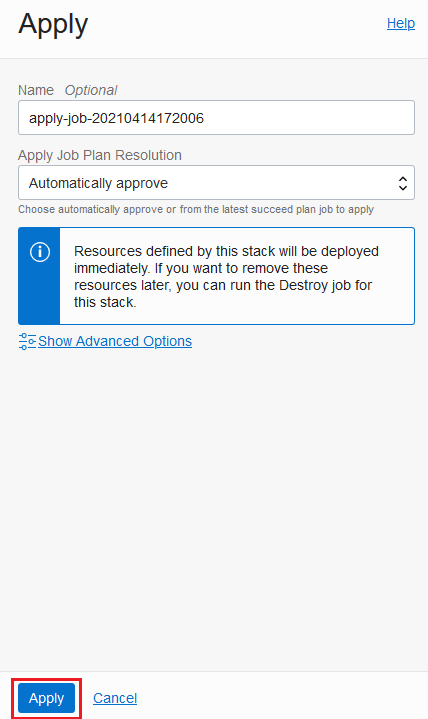 Apply
Help
Name Optional
apply-job-20210414172006
Apply Job Plan Resolution
Automatically approve
Choose automatically approve or from the latest succeed plan job to apply
Resources defined by this stack will be deployed
immediately. If you want to remove these
resources later, you can run the Destroy job for
this stack.
Show Advanced Options
Apply
Cancel